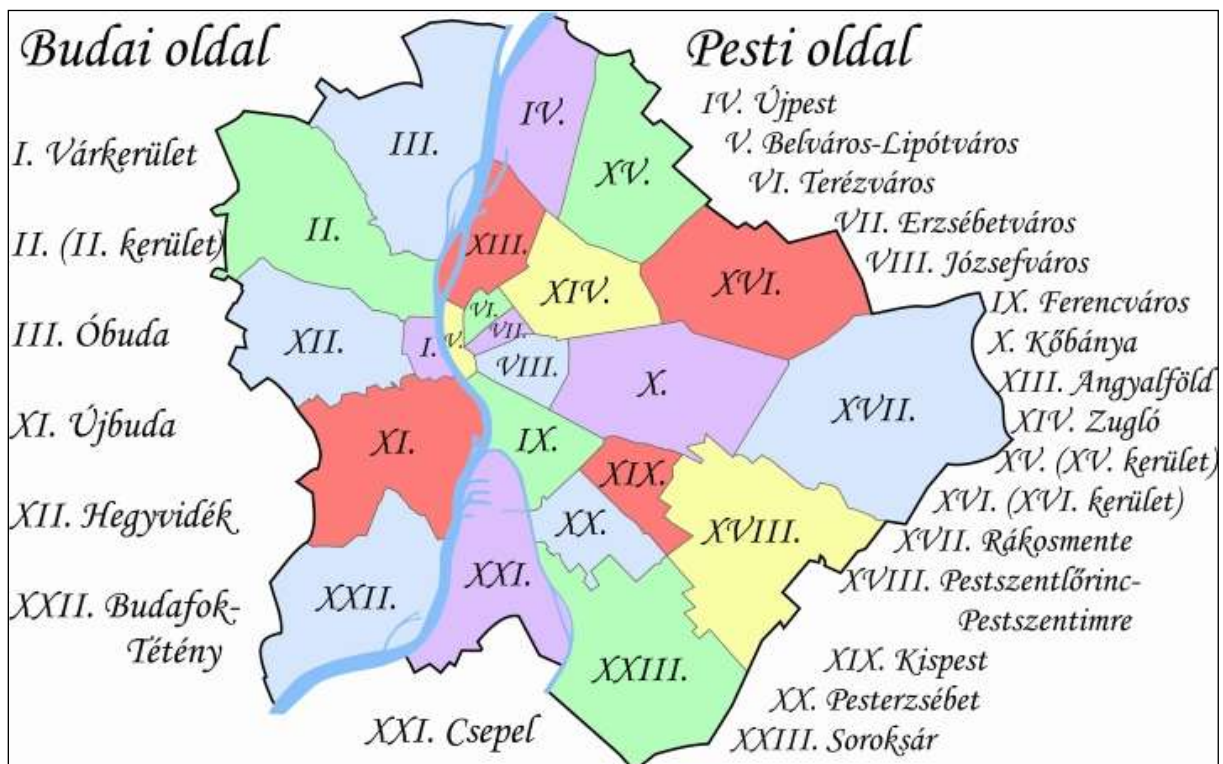 Budai oldal
I. Várkerület
II. (II. kerület)
III. Óbuda
XI. Újbuda
XII. Hegyvidék
XXII. Budafok-
Tétény
XXI. Csepel
Pesti oldal
IV. Újpest
V. Belváros-Lipótváros
VI. Terézváros
VII. Erzsébetváros
VIII. Józsefváros
IX. Ferencváros
X. Kőbánya
XIII. Angyalföld
XIV. Zugló
XV. (XV. kerület)
XVI. (XVI. kerület)
XVII. Rákosmente
XVIII. Pestszentlőrinc-
Pestszentimre
XIX. Kispest
XX. Pesterzsébet
XXIII. Soroksár
IV.
III.
XV.
II.
XIII.
XIV.
XVI.
VI.
VII.
XII.
I.
V.
VIII.
X.
XVII.
XI.
IX.
XIX.
XX.
XVIII.
XXI.
XXII.
XXIII.